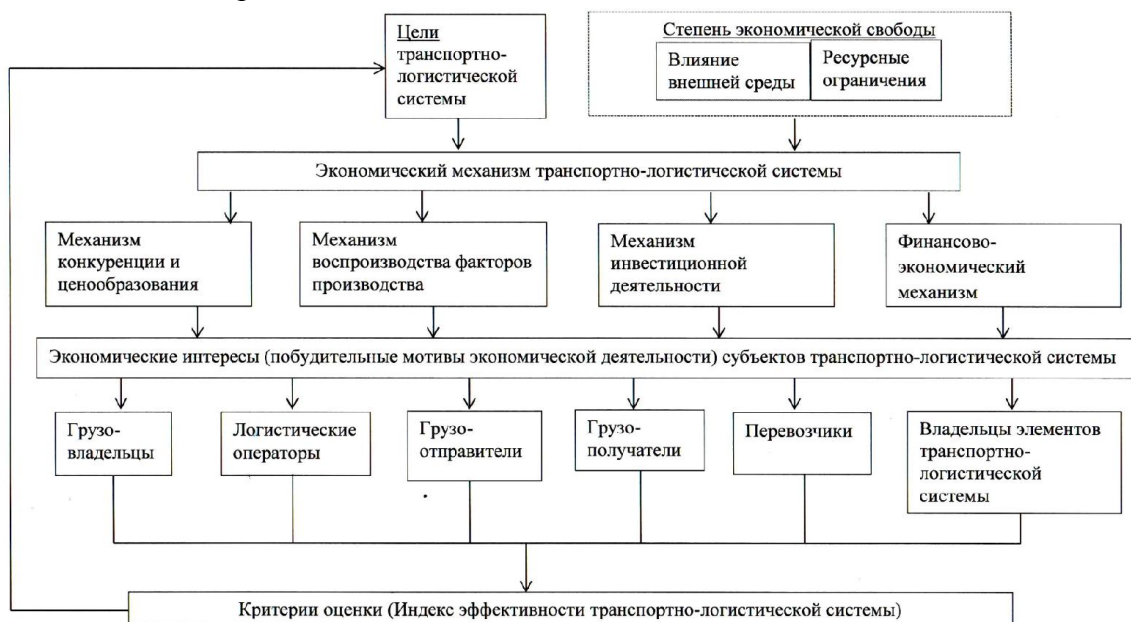 Цели
транспортно-
логистической
системы
Степень экономической свободы
Влияние
внешней среды
Ресурсные
ограничения
Экономический механизм транспортно-логистической системы
Механизм
конкуренции и
ценообразования
Механизм
воспроизводства факторов
производства
Механизм
инвестиционной
деятельности
Финансово-
экономический
механизм
Экономические интересы (побудительные мотивы экономической деятельности) субъектов транспортно-логистической системы
Грузо-
владельцы
Логистические
операторы
Грузо-
отправители
Грузо-
получатели
Перевозчики
Владельцы элементов
транспортно-
логистической
системы
Критерии оценки (Индекс эффективности транспортно-логистической системы)